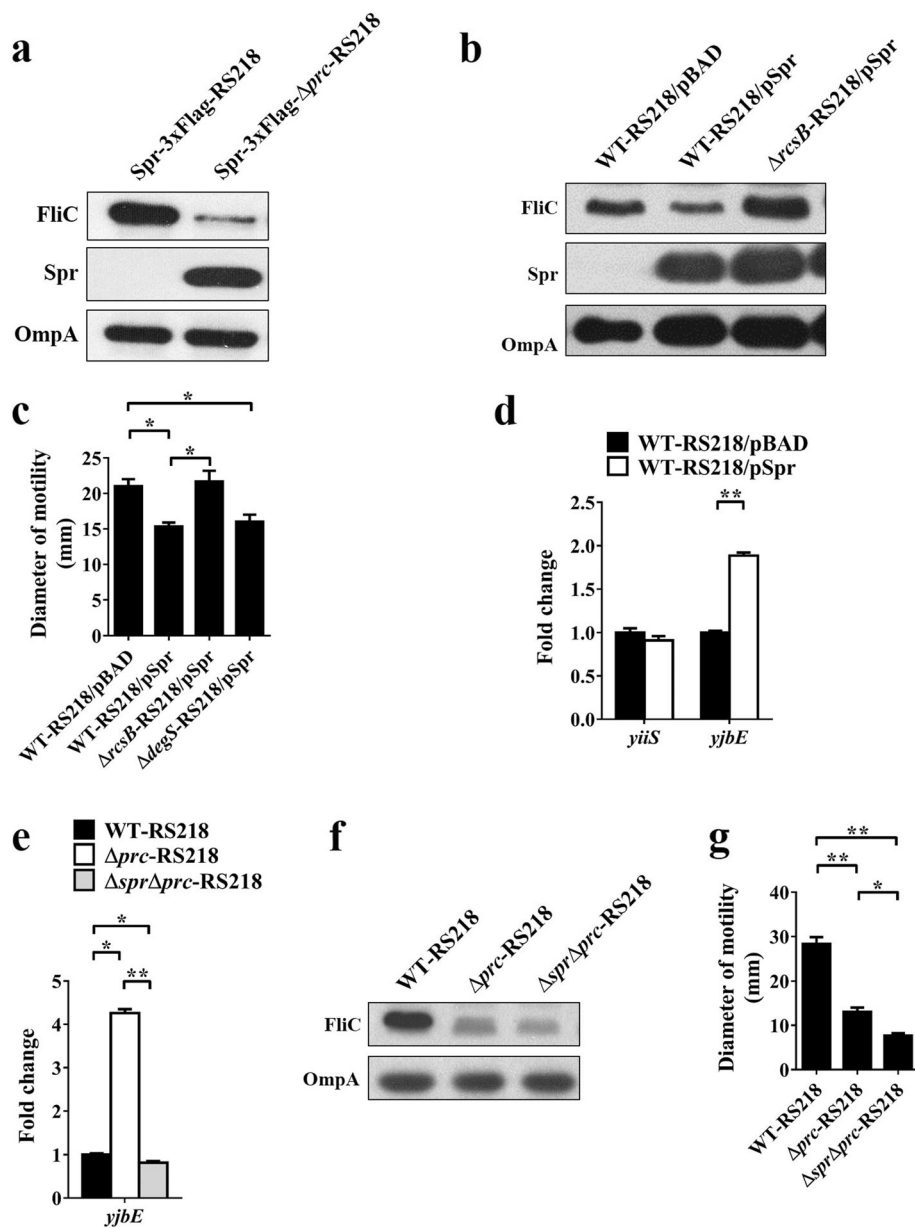 a
Spr-3xFlag-RS218
Spr-3xFlag-Δprc-RS218
FliC
Spr
OmpA
b
WT-RS218/pBAD
WT-RS218/pSpr
ΔrcsB-RS218/pSpr
FliC
Spr
OmpA
c
*
*
*
Diameter of motility
(mm)
25
20
15
10
5
0
WT-RS218/pBAD
WT-RS218/pSpr
ΔrcsB-RS218/pSpr
ΔdegS-RS218/pSpr
d
WT-RS218/pBAD
WT-RS218/pSpr
**
Fold change
2.5
2.0
1.5
1.0
0.5
0.0
yiiS
yjbE
e
WT-RS218
Δprc-RS218
ΔsprΔprc-RS218
*
*
**
Fold change
5
4
3
2
1
0
yjbE
f
WT-RS218
Δprc-RS218
ΔsprΔprc-RS218
FliC
OmpA
g
**
**
*
Diameter of motility
(mm)
40
30
20
10
0
WT-RS218
Δprc-RS218
ΔsprΔprc-RS218